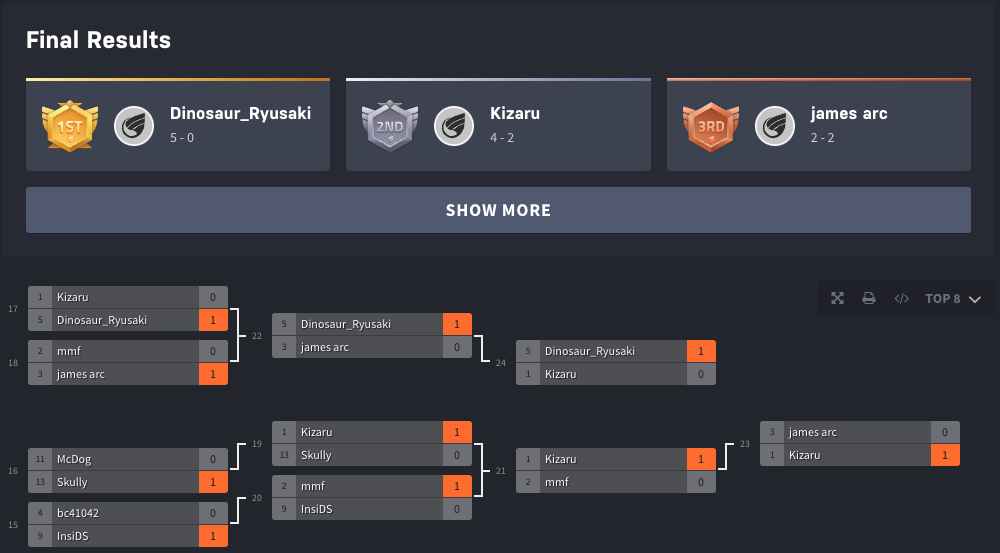 Final Results
1ST
Dinosaur_Ryusaki
5 - 0
2ND
Kizaru
4 - 2
3RD
james arc
2 - 2
SHOW MORE
TOP 8
17
1 Kizaru 0
5 Dinosaur_Ryusaki 1
18
2 mmf 0
3 james arc 1
22
5 Dinosaur_Ryusaki 1
3 james arc 0
24
5 Dinosaur_Ryusaki 1
1 Kizaru 0
16
11 McDog 0
13 Skully 1
15
4 bc41042 0
9 InsiDS 1
19
1 Kizaru 1
13 Skully 0
20
2 mmf 1
9 InsiDS 0
21
1 Kizaru 1
2 mmf 0
23
3 james arc 0
1 Kizaru 1